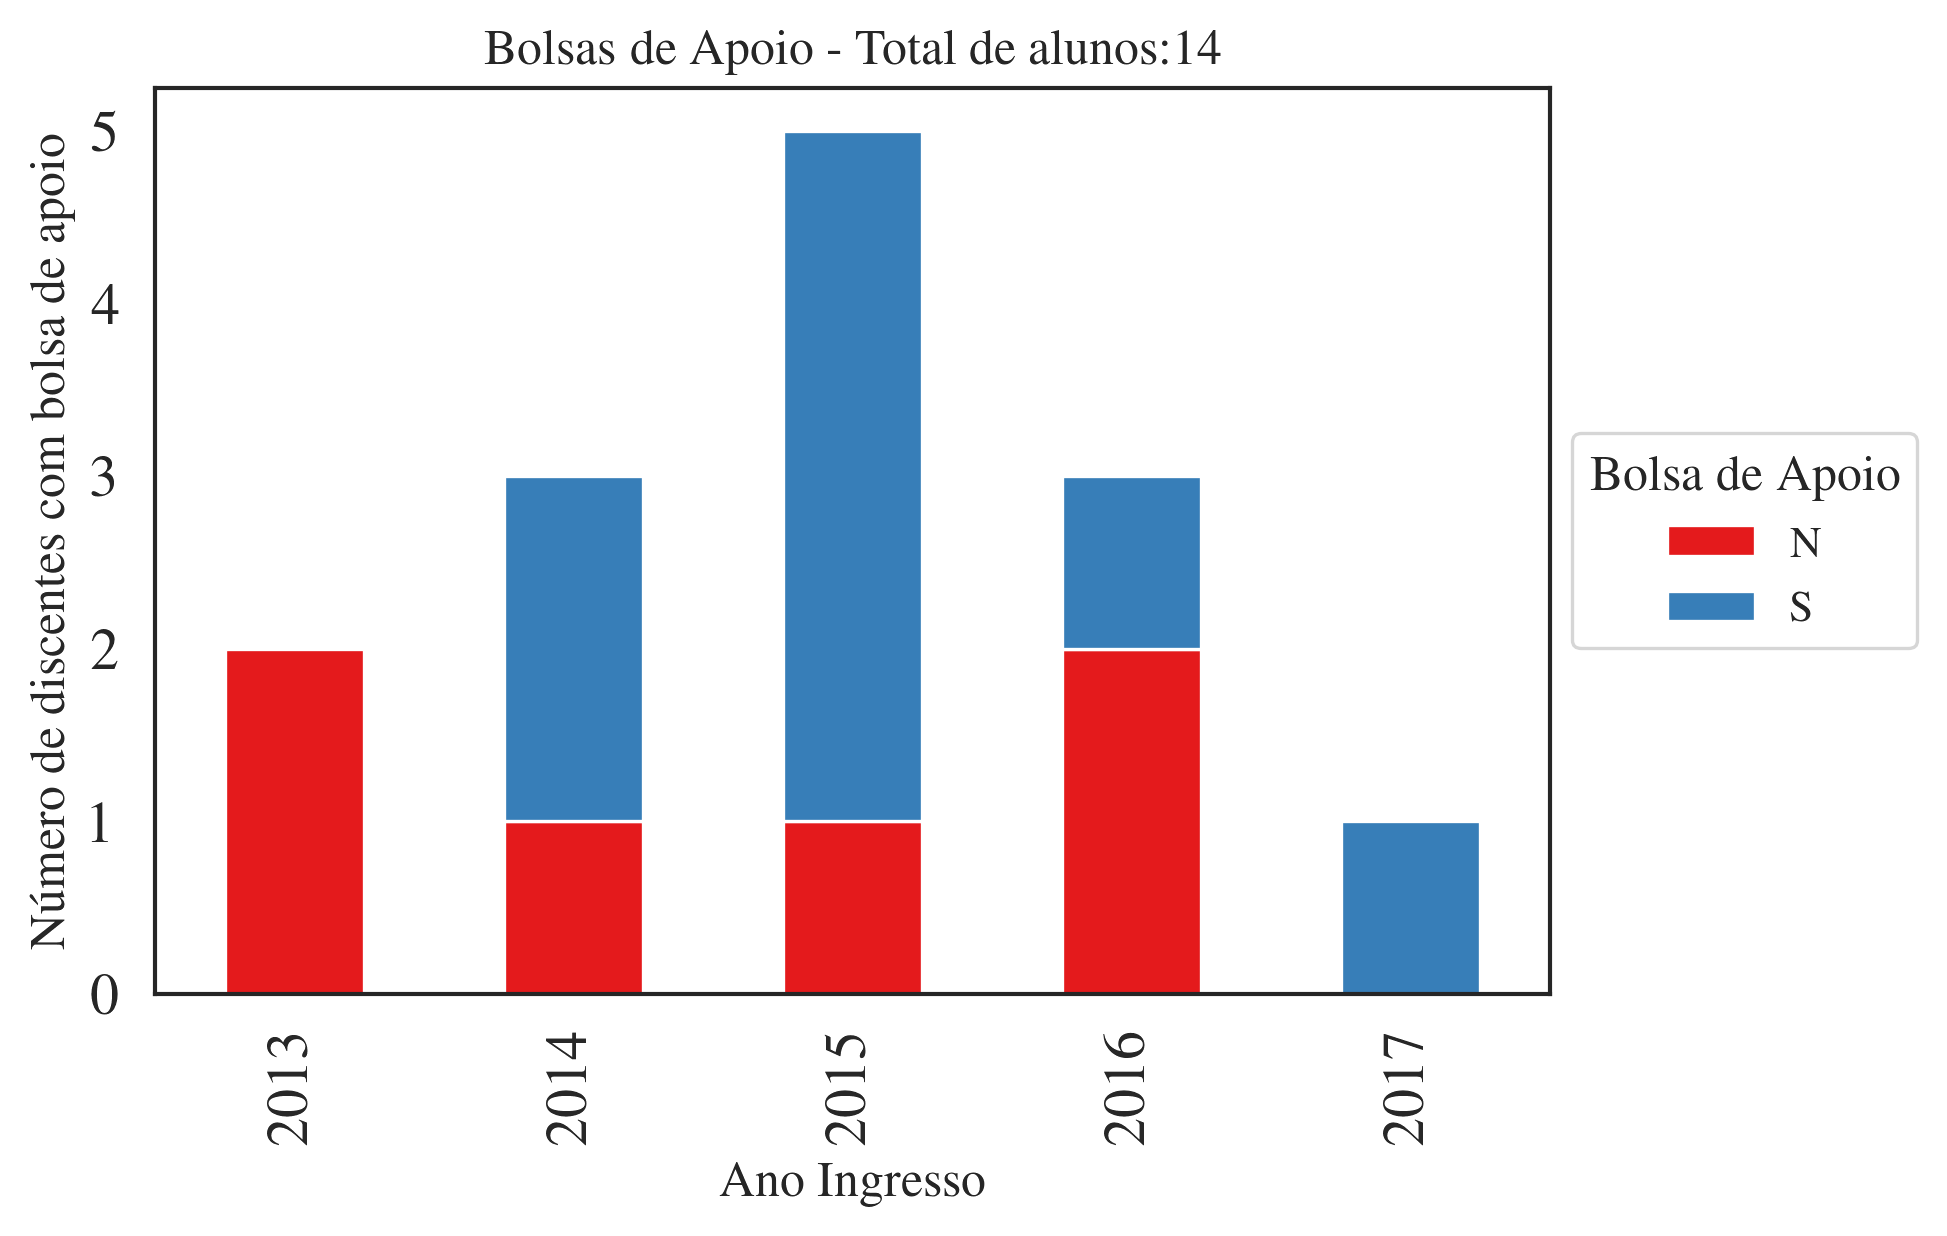 Bolsas de Apoio - Total de alunos:14
Número de discentes com bolsa de apoio
5
4
3
2
1
0
2013
2014
2015
2016
2017
Ano Ingresso
Bolsa de Apoio
N
S